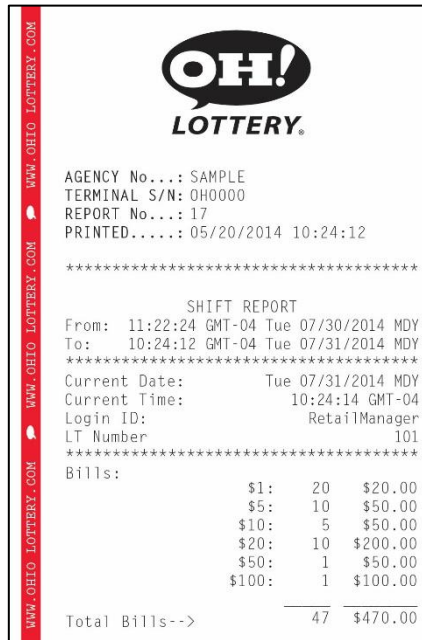 OH!
LOTTERY®
AGENCY No...: SAMPLE
TERMINAL S/N: OH0000
REPORT No...: 17
PRINTED.....: 05/20/2014 10:24:12
**************************************
SHIFT REPORT
From: 11:22:24 GMT-04 Tue 07/30/2014 MDY
To: 10:24:12 GMT-04 Tue 07/31/2014 MDY
**************************************
Current Date: Tue 07/31/2014 MDY
Current Time: 10:24:14 GMT-04
Login ID: RetailManager
LT Number 101
**************************************
Bills:
$1: 20 $20.00
$5: 10 $50.00
$10: 5 $50.00
$20: 10 $200.00
$50: 1 $50.00
$100: 1 $100.00
Total Bills--> 47 $470.00
WWW.OHIO LOTTERY.COM WWW.OHIO LOTTERY.COM WWW.OHIO LOTTERY.COM